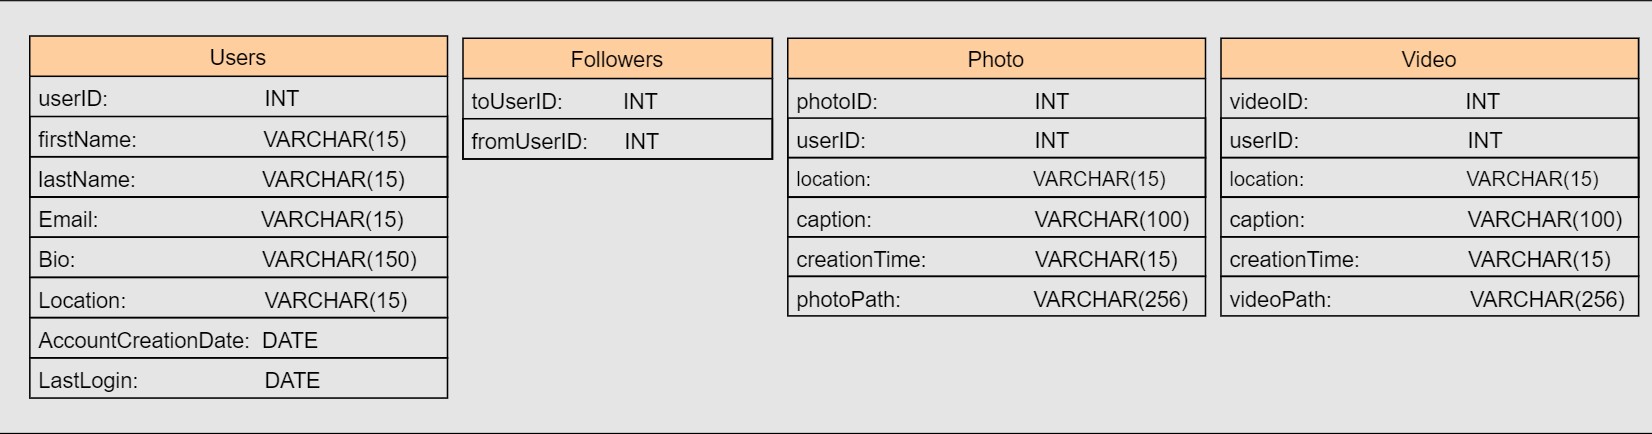 Users
userID: INT
firstName: VARCHAR(15)
lastName: VARCHAR(15)
Email: VARCHAR(15)
Bio: VARCHAR(150)
Location: VARCHAR(15)
AccountCreationDate: DATE
LastLogin: DATE
Followers
toUserID: INT
fromUserID: INT
Photo
photoID: INT
userID: INT
location: VARCHAR(15)
caption: VARCHAR(100)
creationTime: VARCHAR(15)
photoPath: VARCHAR(256)
Video
videoID: INT
userID: INT
location: VARCHAR(15)
caption: VARCHAR(100)
creationTime: VARCHAR(15)
videoPath: VARCHAR(256)